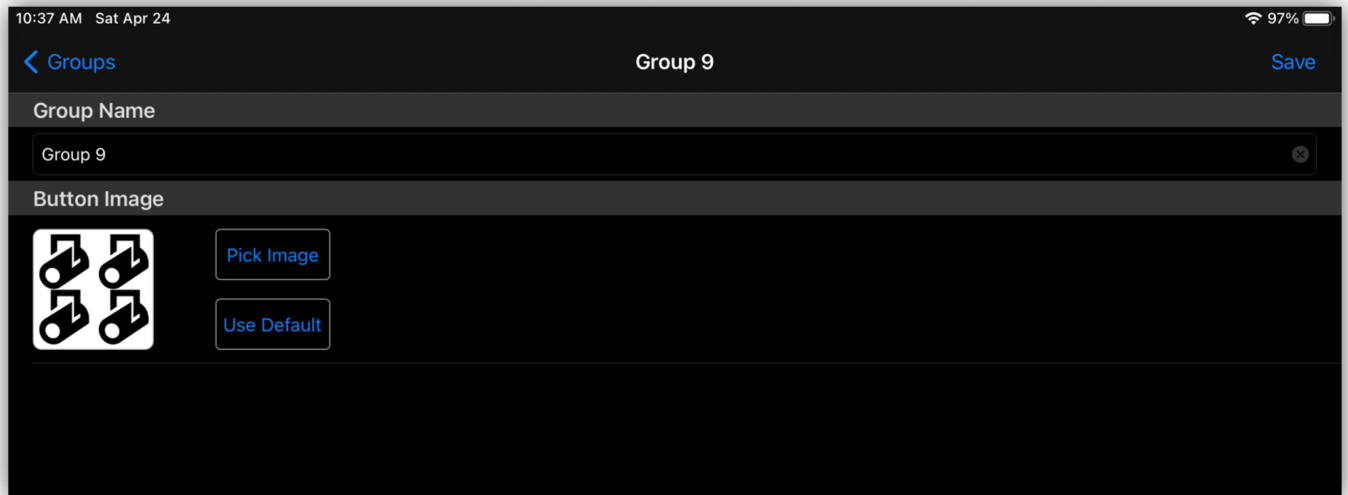 10:37 AM Sat Apr 24 97%
Groups Group 9 Save
Group Name
Group 9
Button Image
Pick Image
Use Default